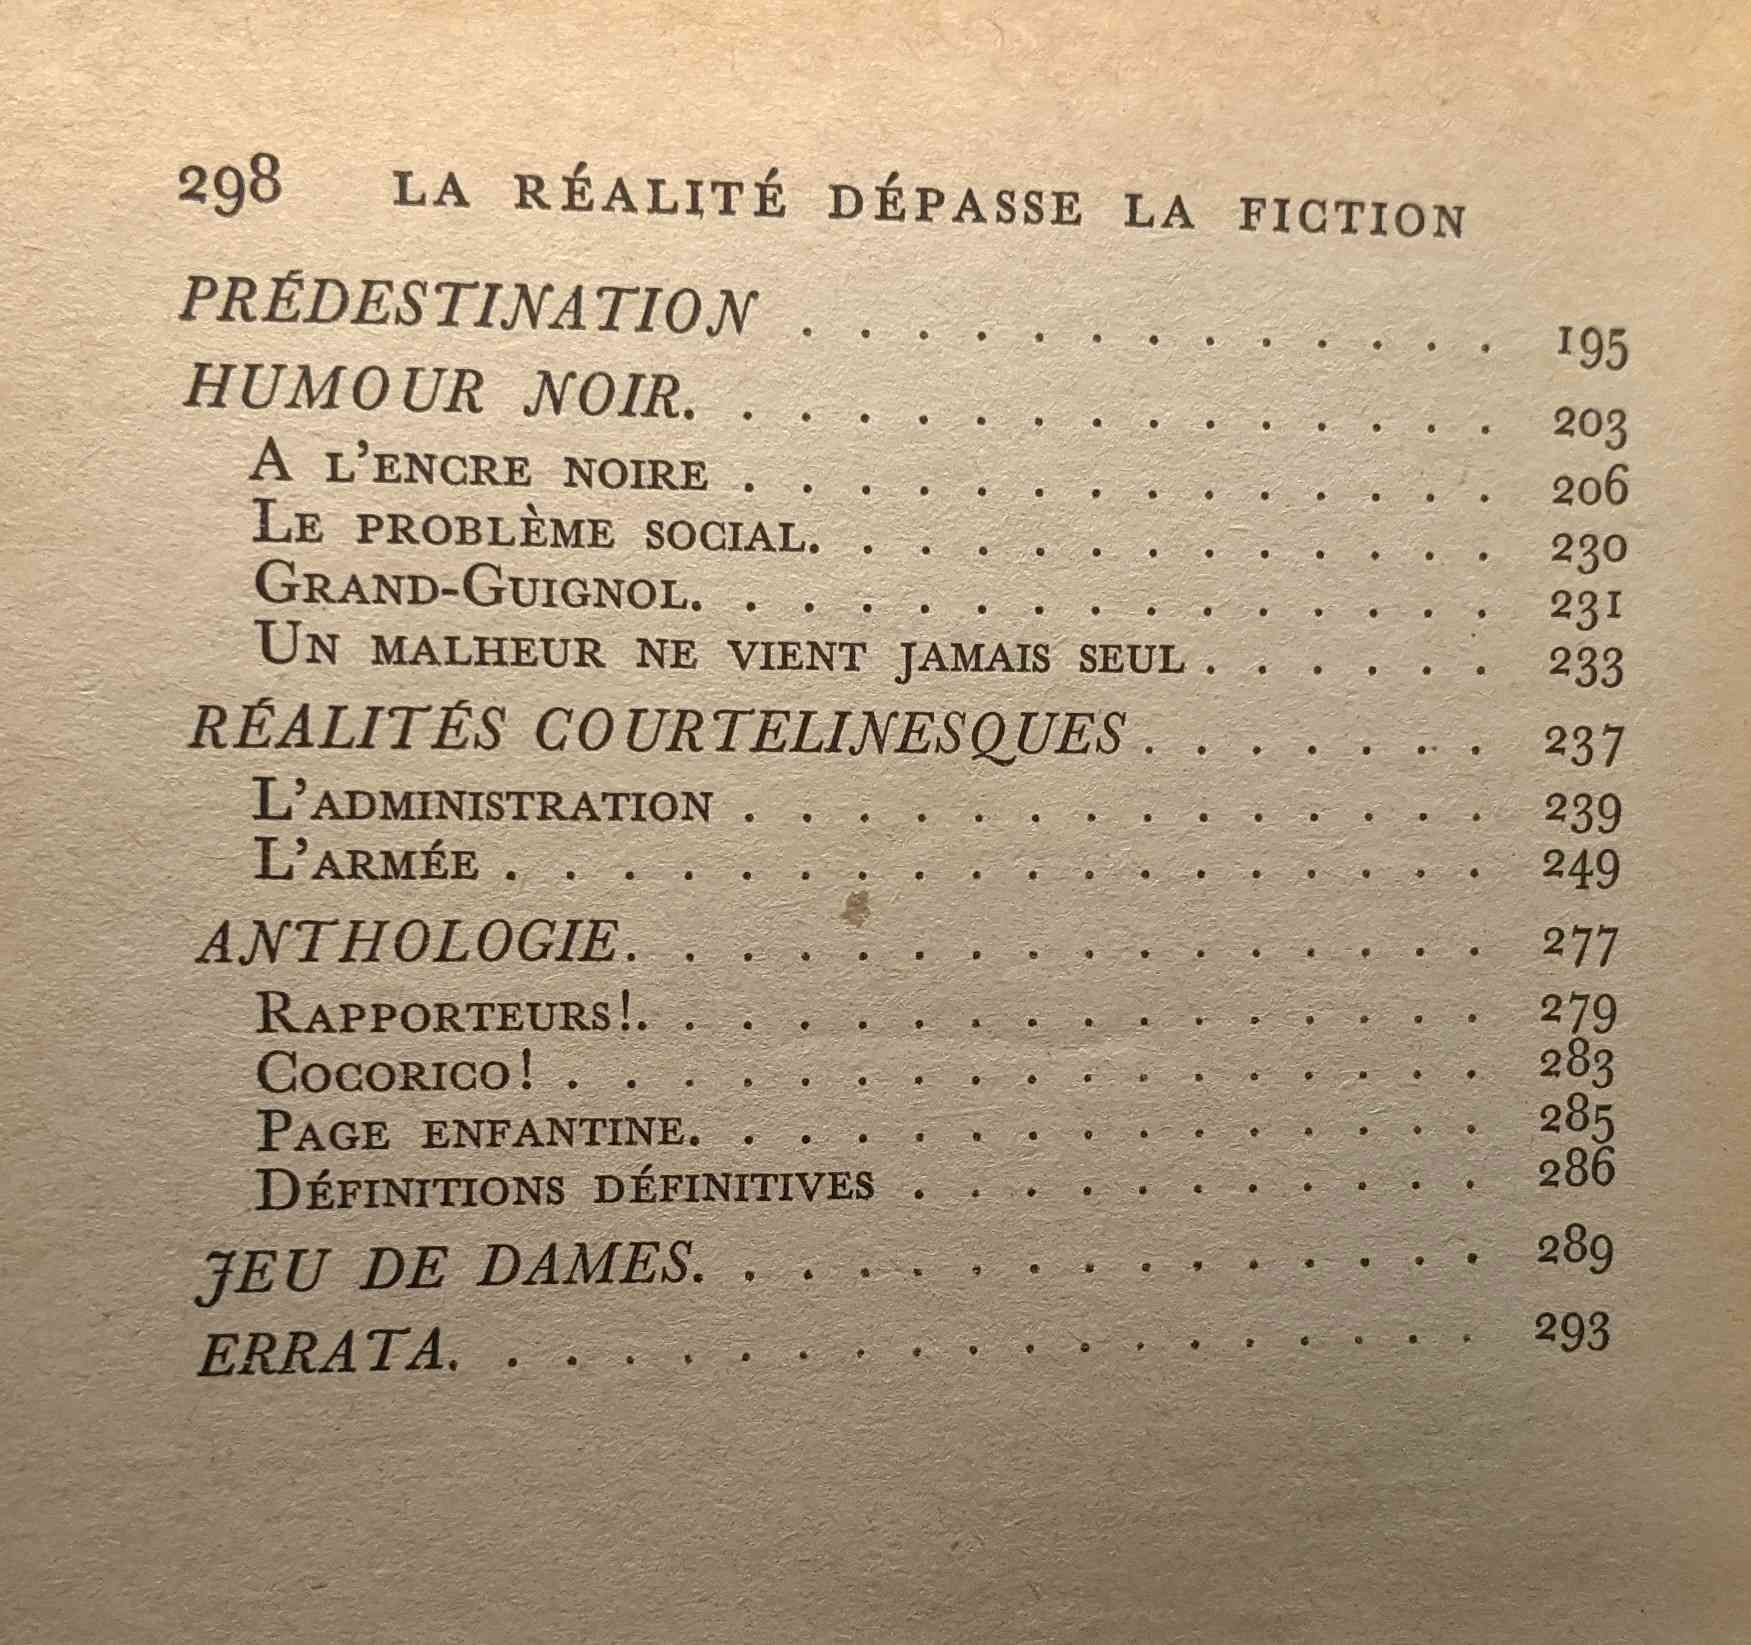 298 LA RÉALITÉ DÉPASSE LA FICTION
PRÉDESTINATION . . . . . . . . . . . . . 195
HUMOUR NOIR. . . . . . . . . . . . . . . 203
A L'ENCRE NOIRE . . . . . . . . . . . . . . 206
LE PROBLÈME SOCIAL. . . . . . . . . . . . . 230
GRAND-GUIGNOL. . . . . . . . . . . . . . . 231
UN MALHEUR NE VIENT JAMAIS SEUL . . . . . . 233
RÉALITÉS COURTELINESQUES . . . . . . . 237
L'ADMINISTRATION . . . . . . . . . . . . . . 239
L'ARMÉE . . . . . . . . . . . . . . . . . . 249
ANTHOLOGIE. . . . . . . . . . . . . . . . 277
RAPPORTEURS!. . . . . . . . . . . . . . . . 279
COCORICO! . . . . . . . . . . . . . . . . . 283
PAGE ENFANTINE. . . . . . . . . . . . . . . 285
DÉFINITIONS DÉFINITIVES . . . . . . . . . . . 286
JEU DE DAMES. . . . . . . . . . . . . . . 289
ERRATA. . . . . . . . . . . . . . . . . . . 293